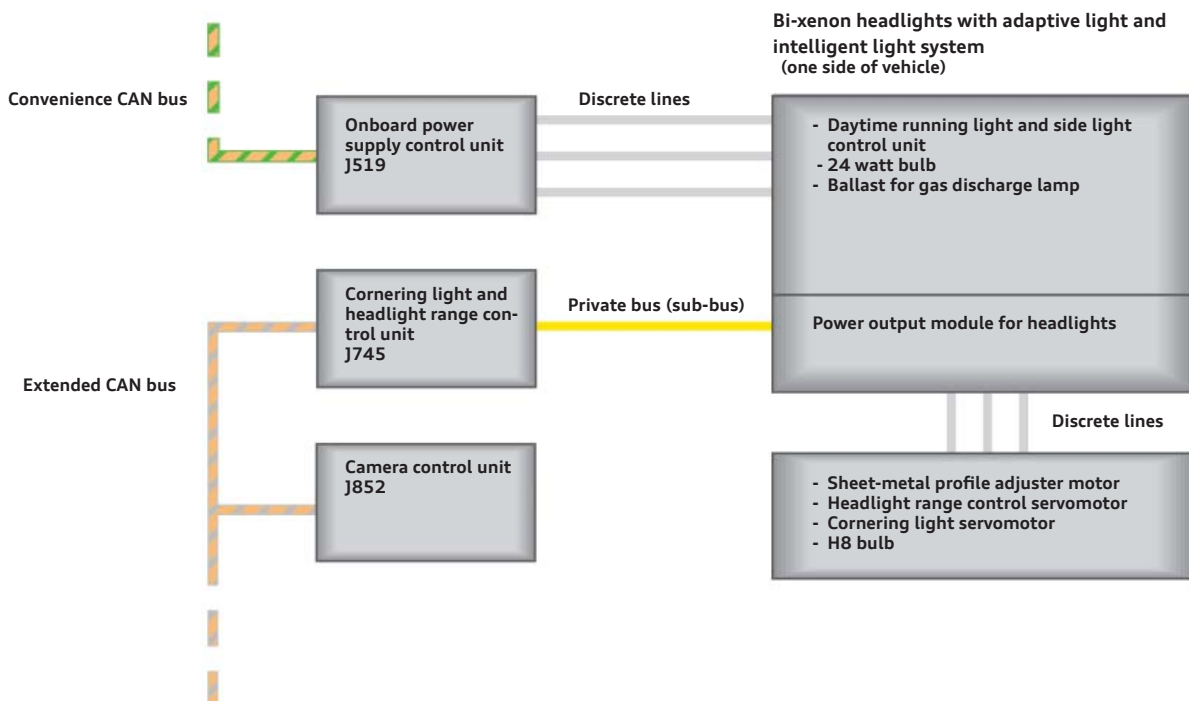 Bi-xenon headlights with adaptive light and
intelligent light system
(one side of vehicle)
Convenience CAN bus
Onboard power
supply control unit
J519
Discrete lines
- Daytime running light and side light
control unit
- 24 watt bulb
- Ballast for gas discharge lamp
Cornering light and
headlight range con-
trol unit
J745
Private bus (sub-bus)
Power output module for headlights
Extended CAN bus
Discrete lines
Camera control unit
J852
- Sheet-metal profile adjuster motor
- Headlight range control servomotor
- Cornering light servomotor
- H8 bulb